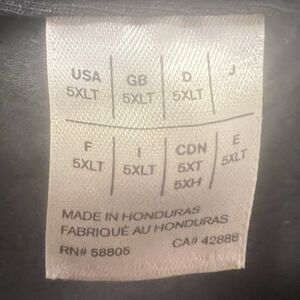 USA GB D J
5XLT 5XLT 5XLT
F I CDN E
5XLT 5XLT 5XT 5XLT
5XH
MADE IN HONDURAS
FABRIQUÉ AU HONDURAS
RN# 58805 CA# 42888